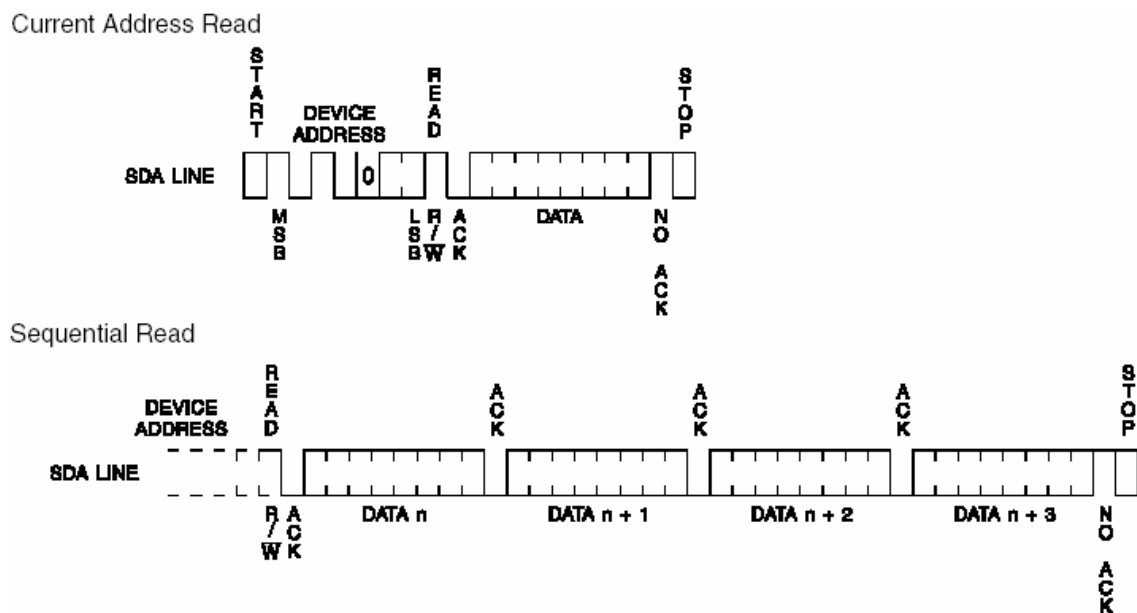 Current Address Read
START
DEVICE
ADDRESS
READ
STOP
SDA LINE
0
MSB
LSB
R/W
ACK
DATA
NO ACK
Sequential Read
DEVICE
ADDRESS
READ
ACK
ACK
ACK
STOP
SDA LINE
R/W
ACK
DATA n
DATA n + 1
DATA n + 2
DATA n + 3
NO ACK